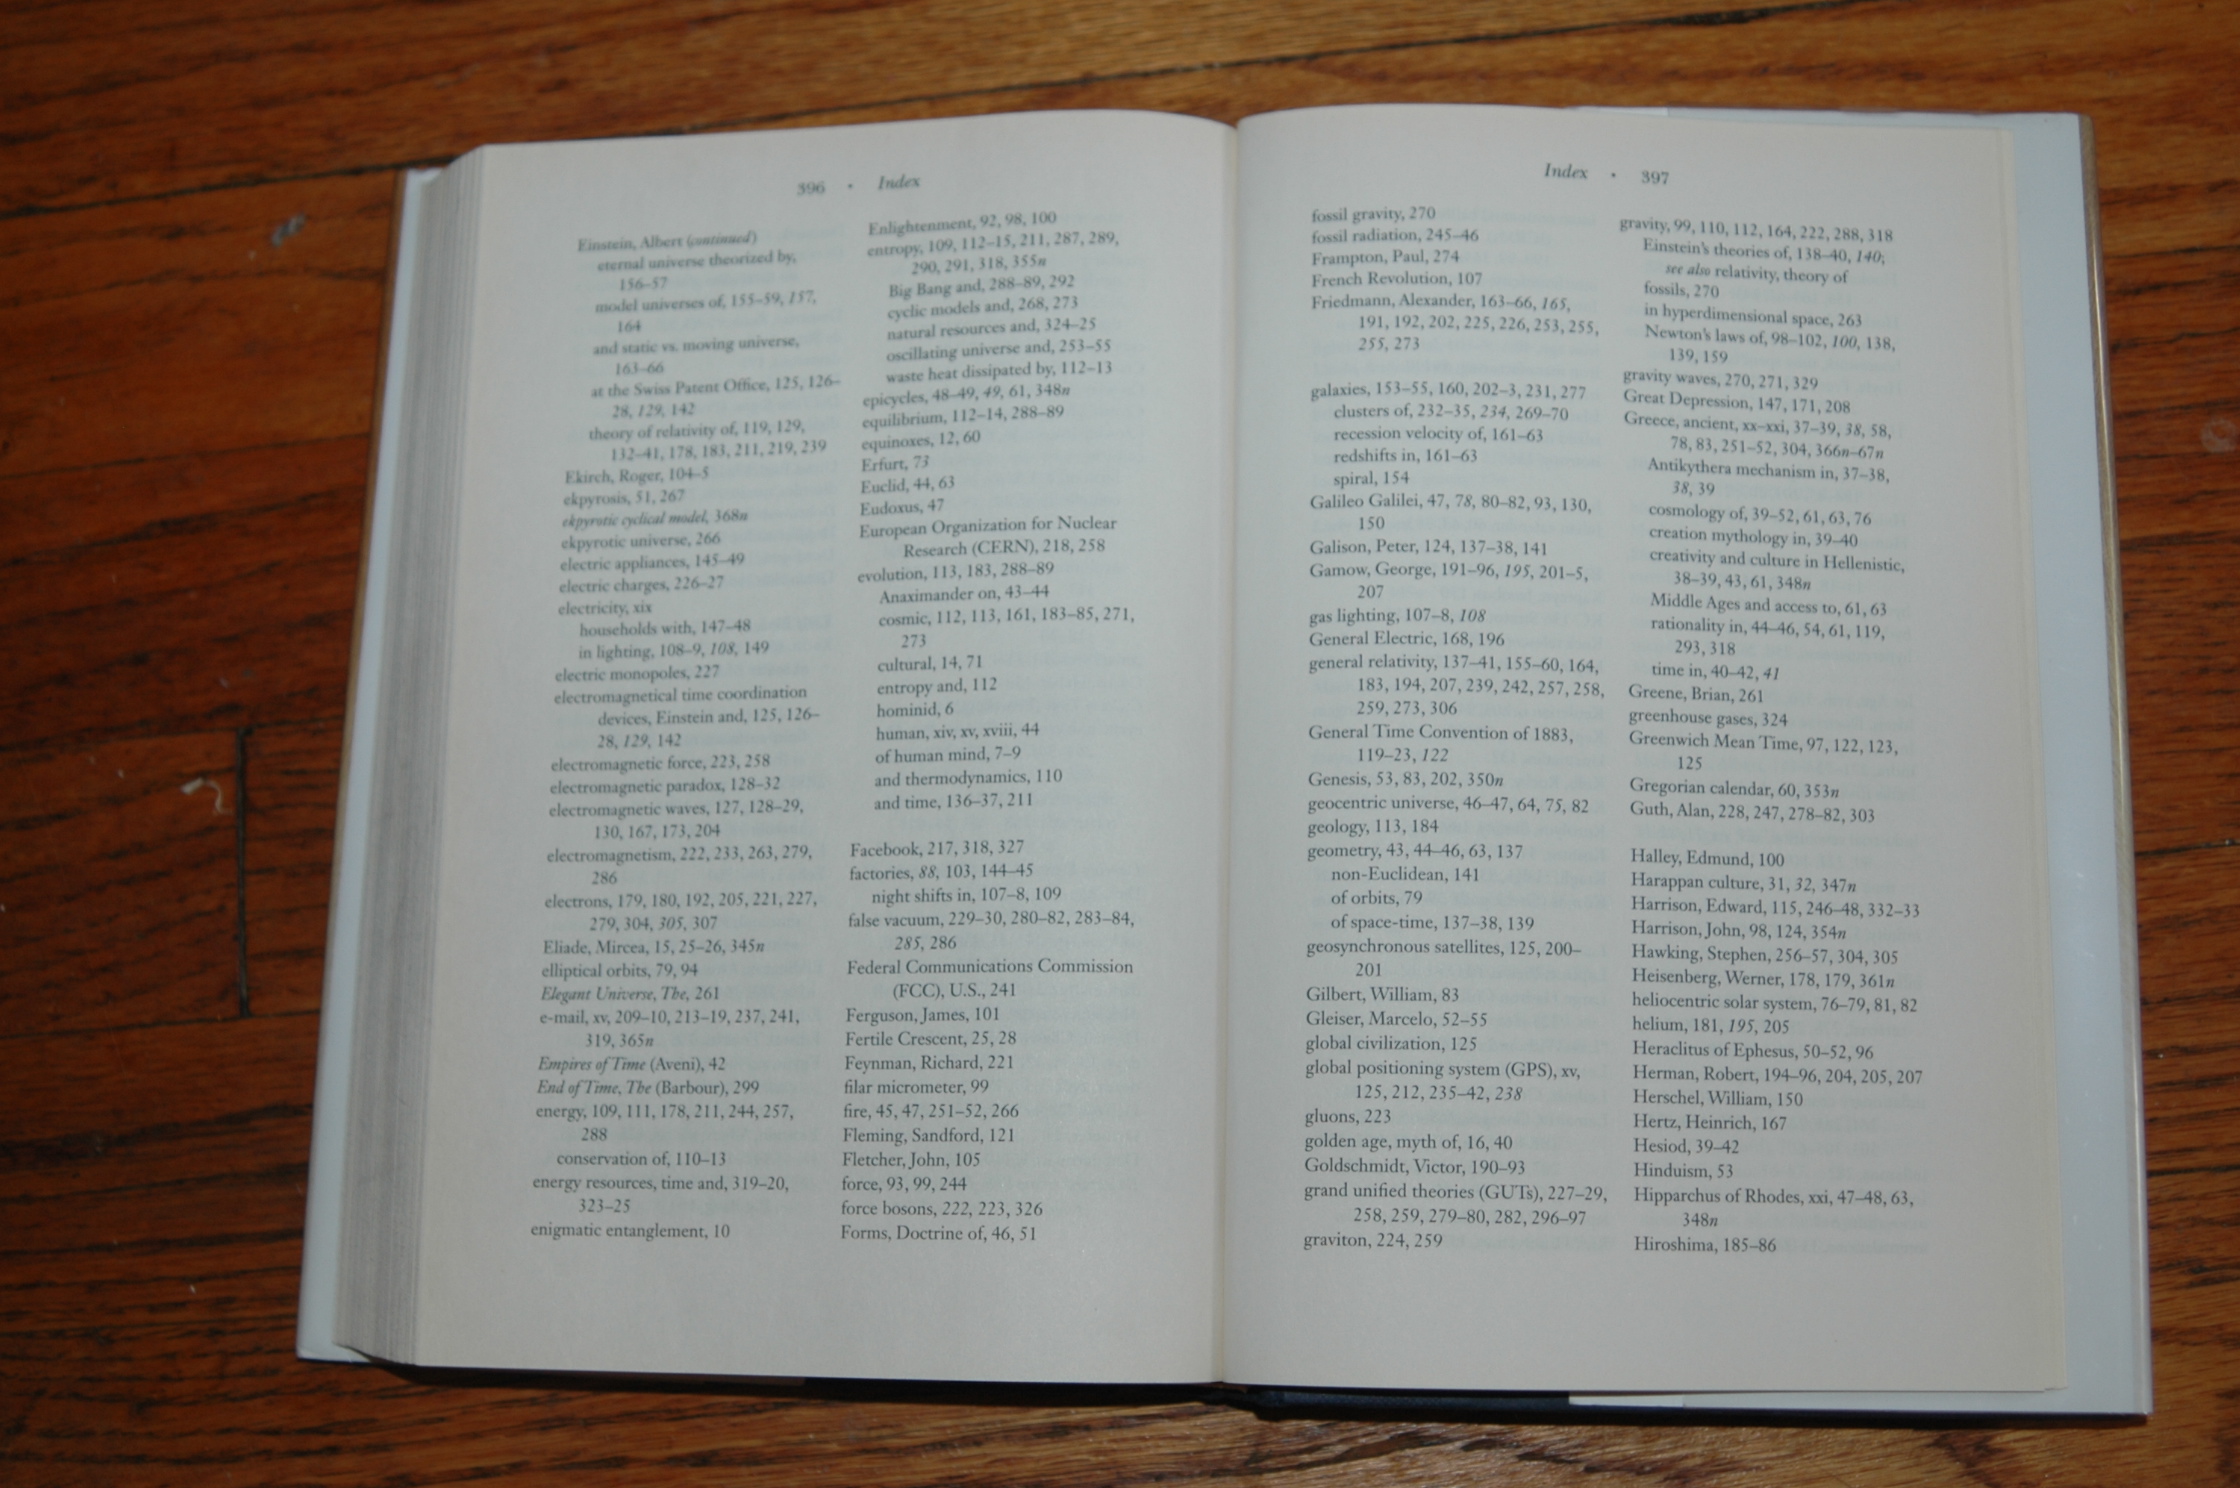 396 • Index
Einstein, Albert (continued)
eternal universe theorized by,
156–57
model universes of, 155–59, 157,
164
and static vs. moving universe,
163–66
at the Swiss Patent Office, 125, 126–
28, 129, 142
theory of relativity of, 119, 129,
132–41, 178, 183, 211, 219, 239
Ekirch, Roger, 104–5
ekpyrosis, 51, 267
ekpyrotic cyclical model, 368n
ekpyrotic universe, 266
electric appliances, 145–49
electric charges, 226–27
electricity, xix
households with, 147–48
in lighting, 108–9, 108, 149
electric monopoles, 227
electromagnetical time coordination
devices, Einstein and, 125, 126–
28, 129, 142
electromagnetic force, 223, 258
electromagnetic paradox, 128–32
electromagnetic waves, 127, 128–29,
130, 167, 173, 204
electromagnetism, 222, 233, 263, 279,
286
electrons, 179, 180, 192, 205, 221, 227,
279, 304, 305, 307
Eliade, Mircea, 15, 25–26, 345n
elliptical orbits, 79, 94
Elegant Universe, The, 261
e-mail, xv, 209–10, 213–19, 237, 241,
319, 365n
Empires of Time (Aveni), 42
End of Time, The (Barbour), 299
energy, 109, 111, 178, 211, 244, 257,
288
conservation of, 110–13
energy resources, time and, 319–20,
323–25
enigmatic entanglement, 10
Enlightenment, 92, 98, 100
entropy, 109, 112–15, 211, 287, 289,
290, 291, 318, 355n
Big Bang and, 288–89, 292
cyclic models and, 268, 273
natural resources and, 324–25
oscillating universe and, 253–55
waste heat dissipated by, 112–13
epicycles, 48–49, 49, 61, 348n
equilibrium, 112–14, 288–89
equinoxes, 12, 60
Erfurt, 73
Euclid, 44, 63
Eudoxus, 47
European Organization for Nuclear
Research (CERN), 218, 258
evolution, 113, 183, 288–89
Anaximander on, 43–44
cosmic, 112, 113, 161, 183–85, 271,
273
cultural, 14, 71
entropy and, 112
hominid, 6
human, xiv, xv, xviii, 44
of human mind, 7–9
and thermodynamics, 110
and time, 136–37, 211
Facebook, 217, 318, 327
factories, 88, 103, 144–45
night shifts in, 107–8, 109
false vacuum, 229–30, 280–82, 283–84,
285, 286
Federal Communications Commission
(FCC), U.S., 241
Ferguson, James, 101
Fertile Crescent, 25, 28
Feynman, Richard, 221
filar micrometer, 99
fire, 45, 47, 251–52, 266
Fleming, Sandford, 121
Fletcher, John, 105
force, 93, 99, 244
force bosons, 222, 223, 326
Forms, Doctrine of, 46, 51
Index • 397
fossil gravity, 270
fossil radiation, 245–46
Frampton, Paul, 274
French Revolution, 107
Friedmann, Alexander, 163–66, 165,
191, 192, 202, 225, 226, 253, 255,
255, 273
galaxies, 153–55, 160, 202–3, 231, 277
clusters of, 232–35, 234, 269–70
recession velocity of, 161–63
redshifts in, 161–63
spiral, 154
Galileo Galilei, 47, 78, 80–82, 93, 130,
150
Galison, Peter, 124, 137–38, 141
Gamow, George, 191–96, 195, 201–5,
207
gas lighting, 107–8, 108
General Electric, 168, 196
general relativity, 137–41, 155–60, 164,
183, 194, 207, 239, 242, 257, 258,
259, 273, 306
General Time Convention of 1883,
119–23, 122
Genesis, 53, 83, 202, 350n
geocentric universe, 46–47, 64, 75, 82
geology, 113, 184
geometry, 43, 44–46, 63, 137
non-Euclidean, 141
of orbits, 79
of space-time, 137–38, 139
geosynchronous satellites, 125, 200–
201
Gilbert, William, 83
Gleiser, Marcelo, 52–55
global civilization, 125
global positioning system (GPS), xv,
125, 212, 235–42, 238
gluons, 223
golden age, myth of, 16, 40
Goldschmidt, Victor, 190–93
grand unified theories (GUTs), 227–29,
258, 259, 279–80, 282, 296–97
graviton, 224, 259
gravity, 99, 110, 112, 164, 222, 288, 318
Einstein's theories of, 138–40, 140;
see also relativity, theory of
fossils, 270
in hyperdimensional space, 263
Newton's laws of, 98–102, 100, 138,
139, 159
gravity waves, 270, 271, 329
Great Depression, 147, 171, 208
Greece, ancient, xx–xxi, 37–39, 38, 58,
78, 83, 251–52, 304, 366n–67n
Antikythera mechanism in, 37–38,
38, 39
cosmology of, 39–52, 61, 63, 76
creation mythology in, 39–40
creativity and culture in Hellenistic,
38–39, 43, 61, 348n
Middle Ages and access to, 61, 63
rationality in, 44–46, 54, 61, 119,
293, 318
time in, 40–42, 41
Greene, Brian, 261
greenhouse gases, 324
Greenwich Mean Time, 97, 122, 123,
125
Gregorian calendar, 60, 353n
Guth, Alan, 228, 247, 278–82, 303
Halley, Edmund, 100
Harappan culture, 31, 32, 347n
Harrison, Edward, 115, 246–48, 332–33
Harrison, John, 98, 124, 354n
Hawking, Stephen, 256–57, 304, 305
Heisenberg, Werner, 178, 179, 361n
heliocentric solar system, 76–79, 81, 82
helium, 181, 195, 205
Heraclitus of Ephesus, 50–52, 96
Herman, Robert, 194–96, 204, 205, 207
Herschel, William, 150
Hertz, Heinrich, 167
Hesiod, 39–42
Hinduism, 53
Hipparchus of Rhodes, xxi, 47–48, 63,
348n
Hiroshima, 185–86